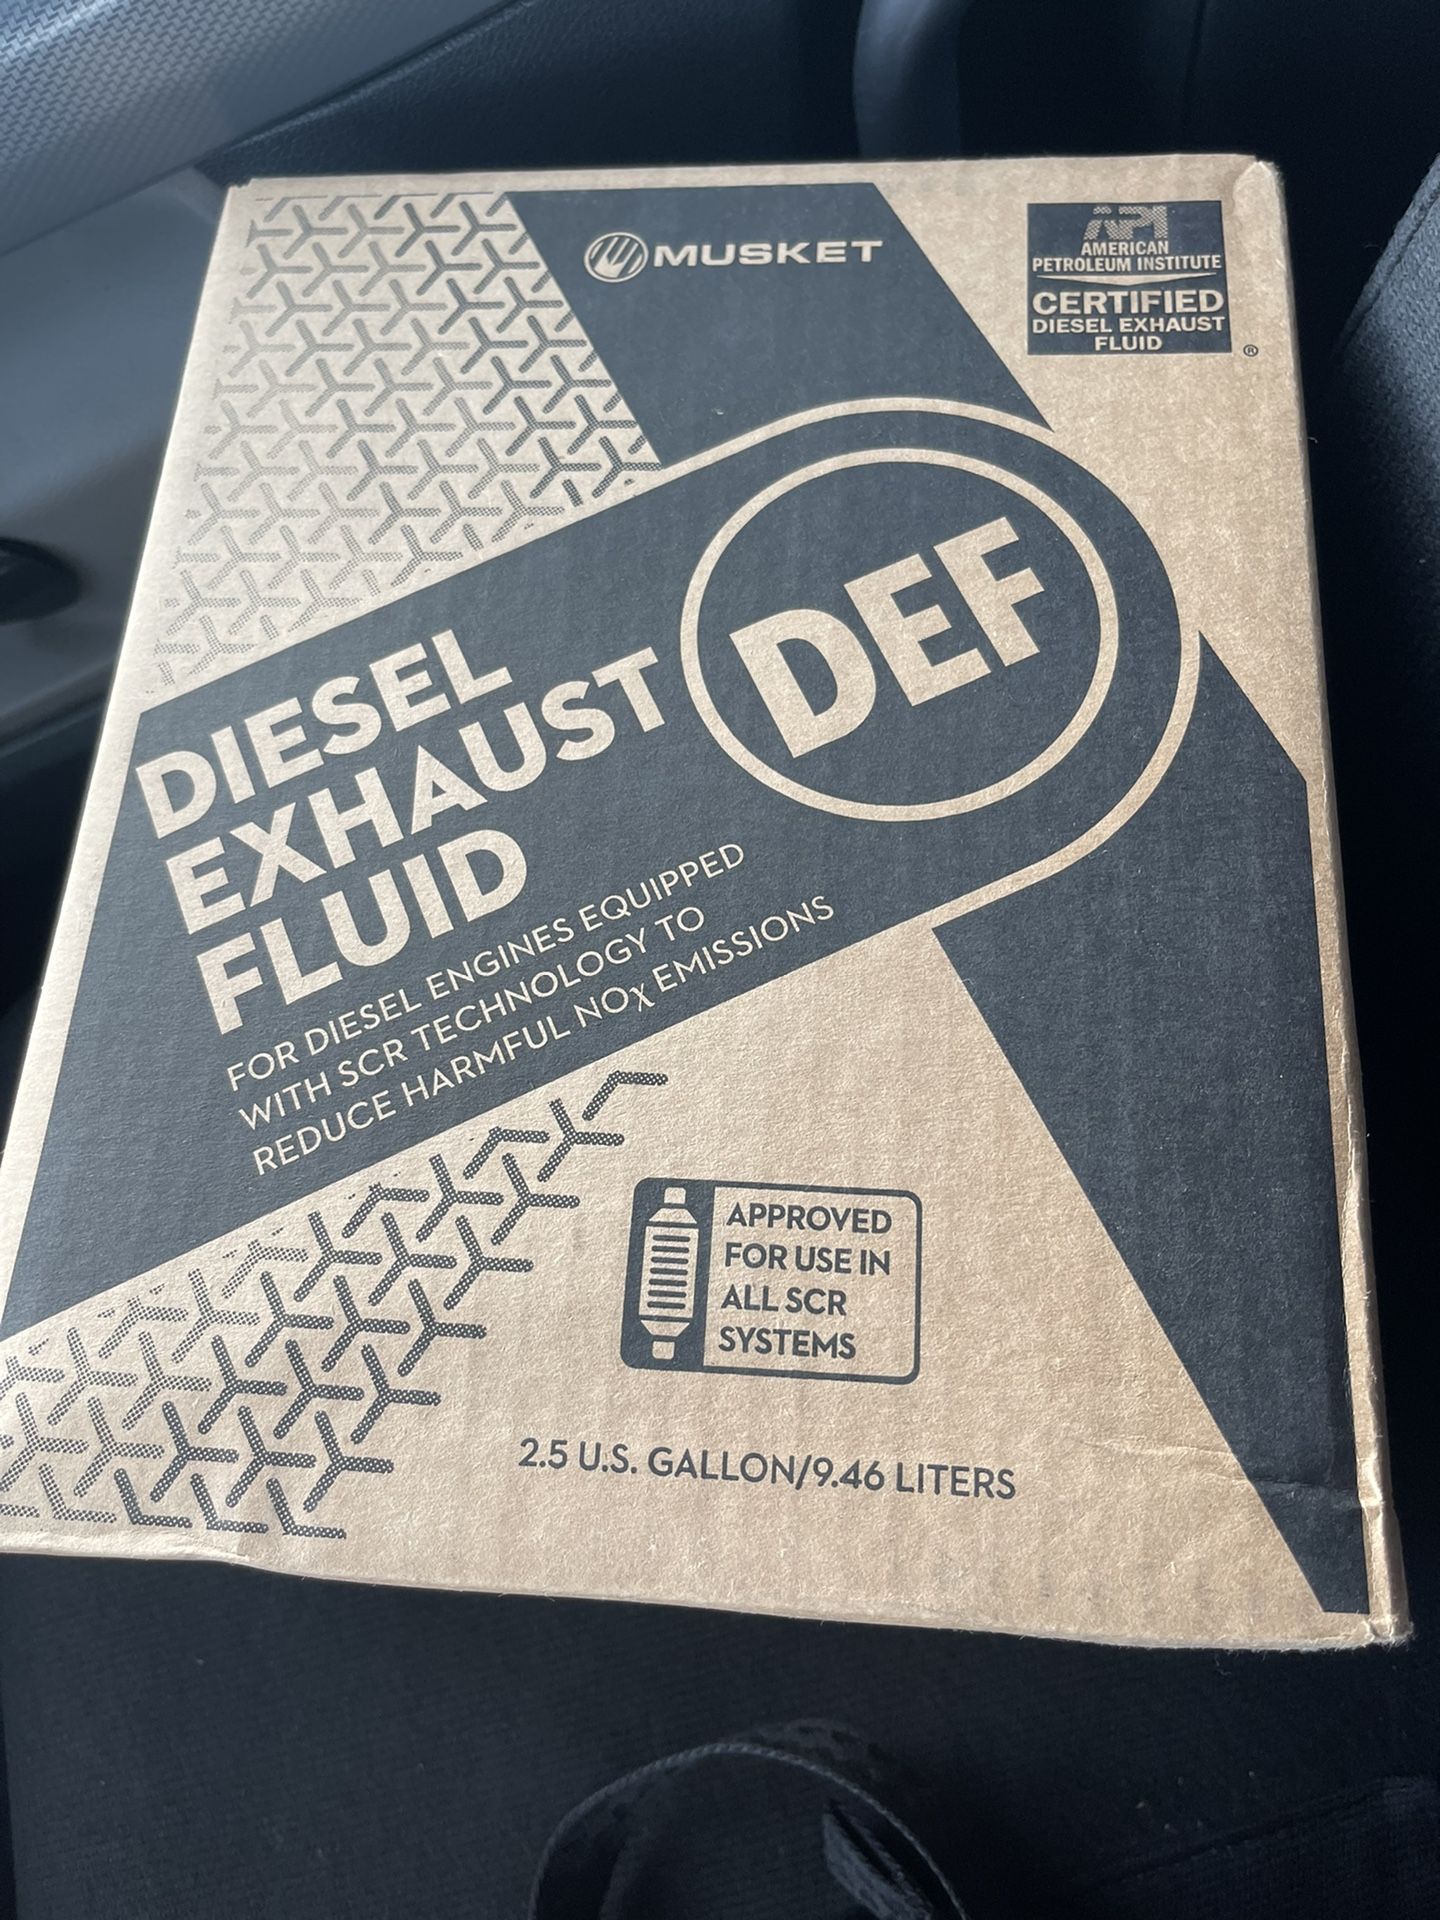 MUSKET
API
AMERICAN
PETROLEUM INSTITUTE
CERTIFIED
DIESEL EXHAUST
FLUID
®
DEF
DIESEL
EXHAUST
FLUID
FOR DIESEL ENGINES EQUIPPED
WITH SCR TECHNOLOGY TO
REDUCE HARMFUL NOX EMISSIONS
APPROVED
FOR USE IN
ALL SCR
SYSTEMS
2.5 U.S. GALLON/9.46 LITERS